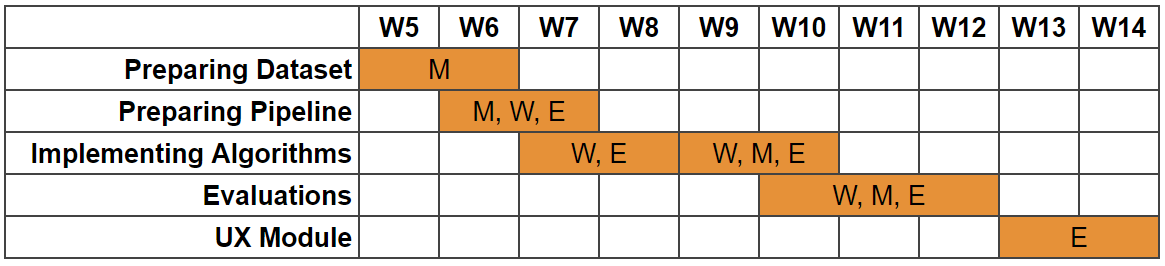 W5 W6 W7 W8 W9 W10 W11 W12 W13 W14
Preparing Dataset M
Preparing Pipeline M, W, E
Implementing Algorithms W, E W, M, E
Evaluations W, M, E
UX Module E